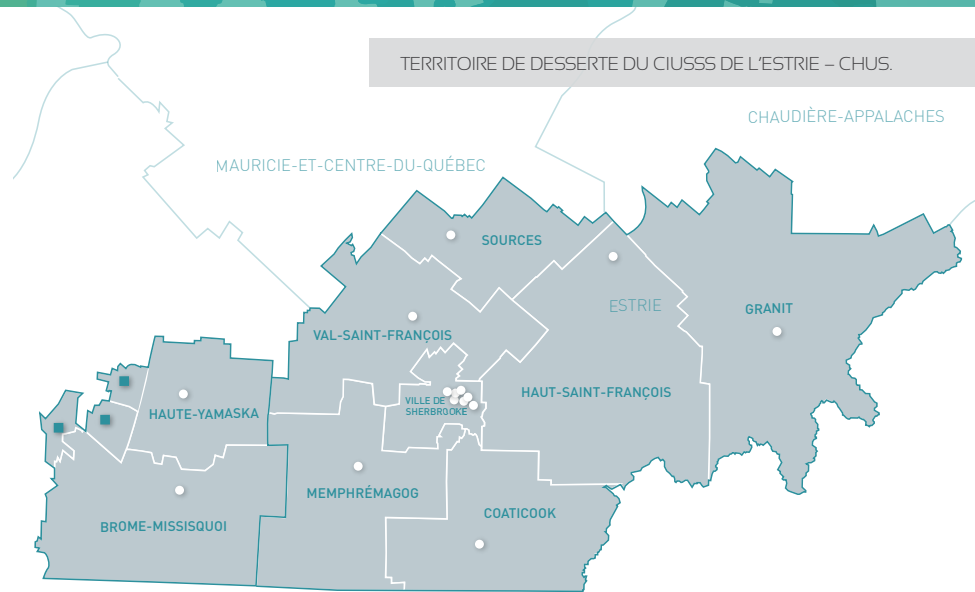 TERRITOIRE DE DESSERTE DU CIUSSS DE L'ESTRIE – CHUS.
CHAUDIÈRE-APPALACHES
MAURICIE-ET-CENTRE-DU-QUÉBEC
SOURCES
ESTRIE
GRANIT
VAL-SAINT-FRANÇOIS
HAUT-SAINT-FRANÇOIS
VILLE DE
SHERBROOKE
HAUTE-YAMASKA
MEMPHRÉMAGOG
COATICOOK
BROME-MISSISQUOI